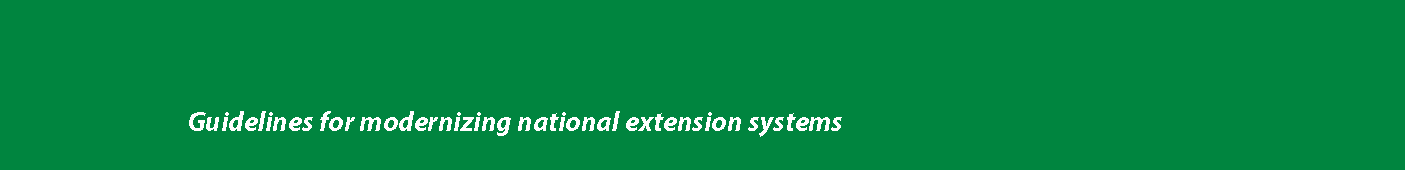 Guidelines for modernizing national extension systems